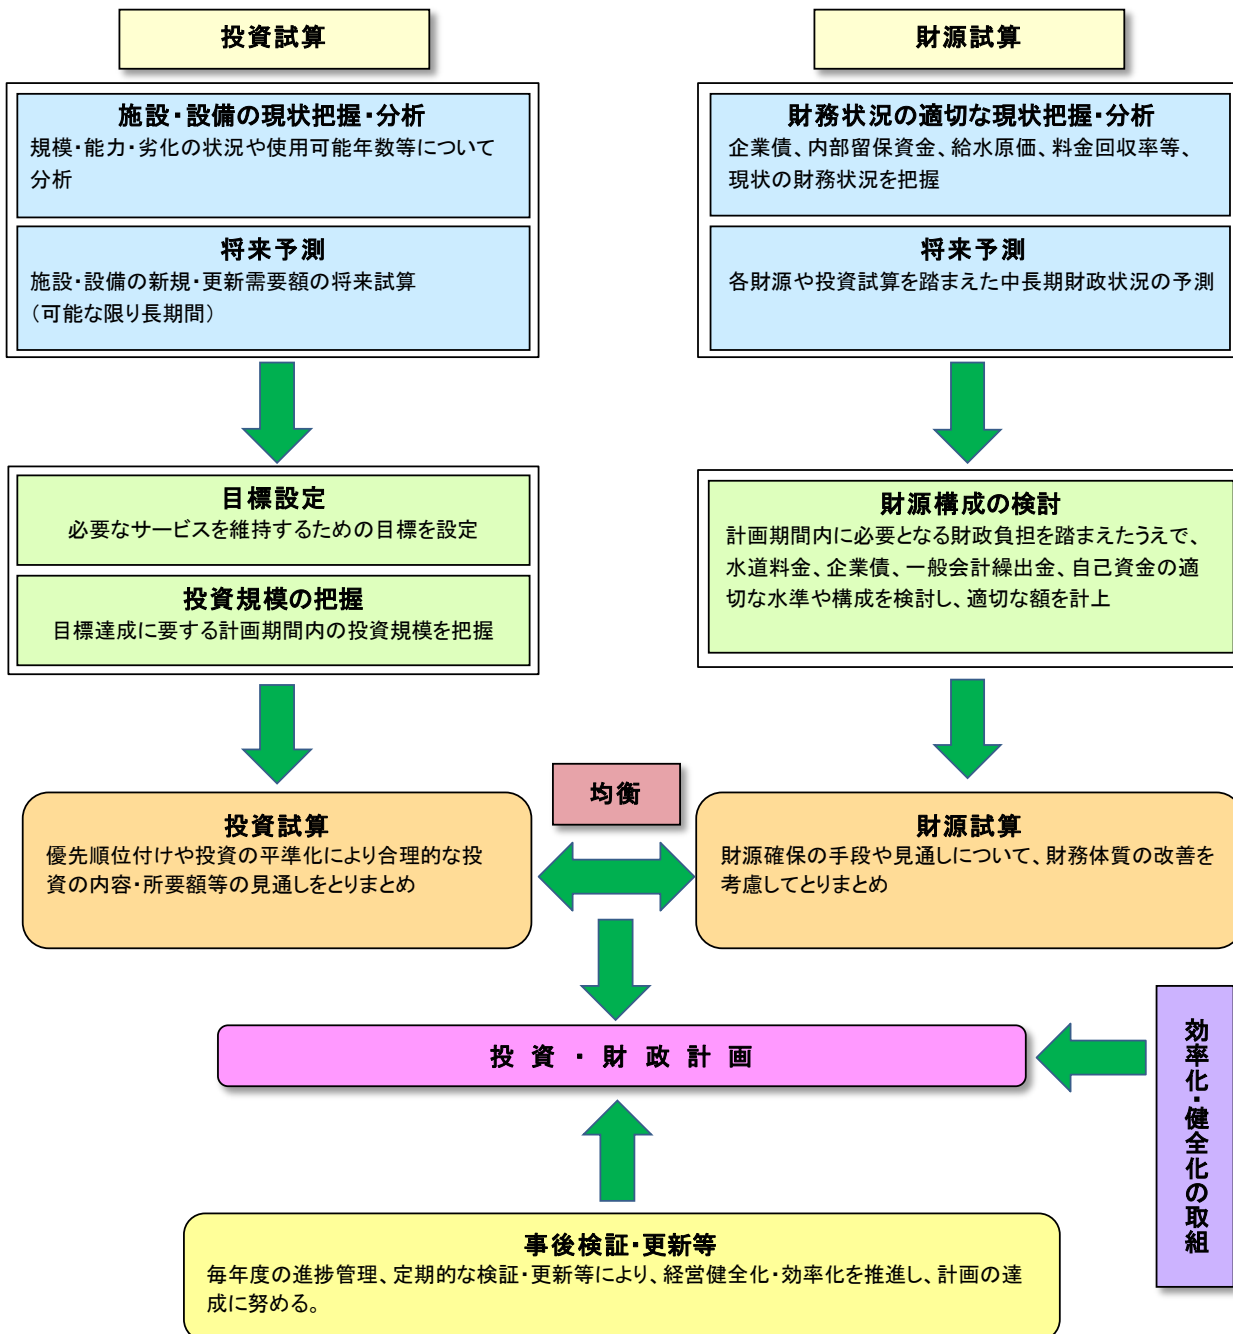 投資試算
施設・設備の現状把握・分析
規模・能力・劣化の状況や使用可能年数等について
分析
将来予測
施設・設備の新規・更新需要額の将来試算
（可能な限り長期間）
目標設定
必要なサービスを維持するための目標を設定
投資規模の把握
目標達成に要する計画期間内の投資規模を把握
投資試算
優先順位付けや投資の平準化により合理的な投
資の内容・所要額等の見通しをとりまとめ
財源試算
財務状況の適切な現状把握・分析
企業債、内部留保資金、給水原価、料金回収率等、
現状の財務状況を把握
将来予測
各財源や投資試算を踏まえた中長期財政状況の予測
財源構成の検討
計画期間内に必要となる財政負担を踏まえたうえで、
水道料金、企業債、一般会計繰出金、自己資金の適
切な水準や構成を検討し、適切な額を計上
財源試算
財源確保の手段や見通しについて、財務体質の改善を
考慮してとりまとめ
均衡
投資・財政計画
効率化・健全化の取組
事後検証・更新等
毎年度の進捗管理、定期的な検証・更新等により、経営健全化・効率化を推進し、計画の達
成に努める。